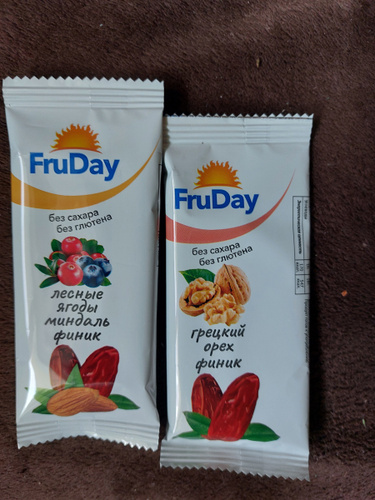 FruDay
без сахара
без глютена
лесные
ягоды
миндаль
финик
FruDay
без сахара
без глютена
грецкий
орех
финик